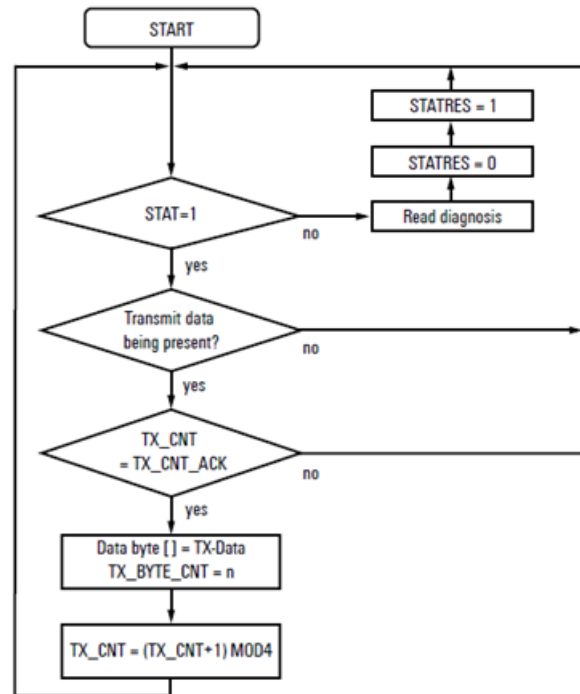 START
STATRES = 1
STATRES = 0
STAT=1
Read diagnosis
no
yes
Transmit data
being present?
no
yes
TX_CNT
= TX_CNT_ACK
no
yes
Data byte [ ] = TX-Data
TX_BYTE_CNT = n
TX_CNT = (TX_CNT+1) MOD4